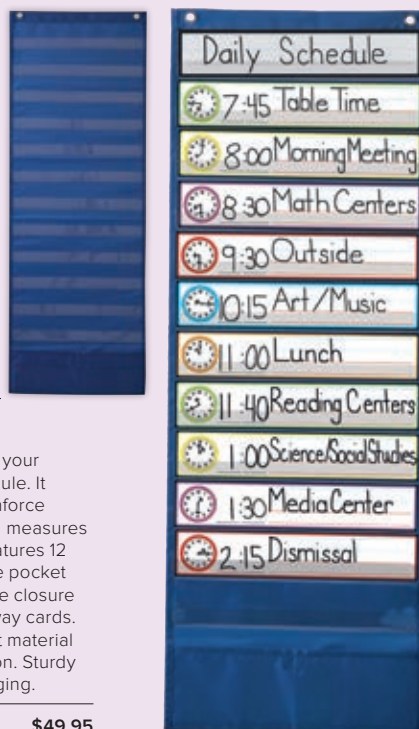 Daily Schedule
7:45 Table Time
8:00 Morning Meeting
8:30 Math Centers
9:30 Outside
10:15 Art/Music
11:00 Lunch
11:40 Reading Centers
1:00 Science/Social Studies
1:30 Media Center
2:15 Dismissal
your
ule. It
nforce
measures
atures 12
e pocket
e closure
way cards.
t material
on. Sturdy
ging.
$49.95